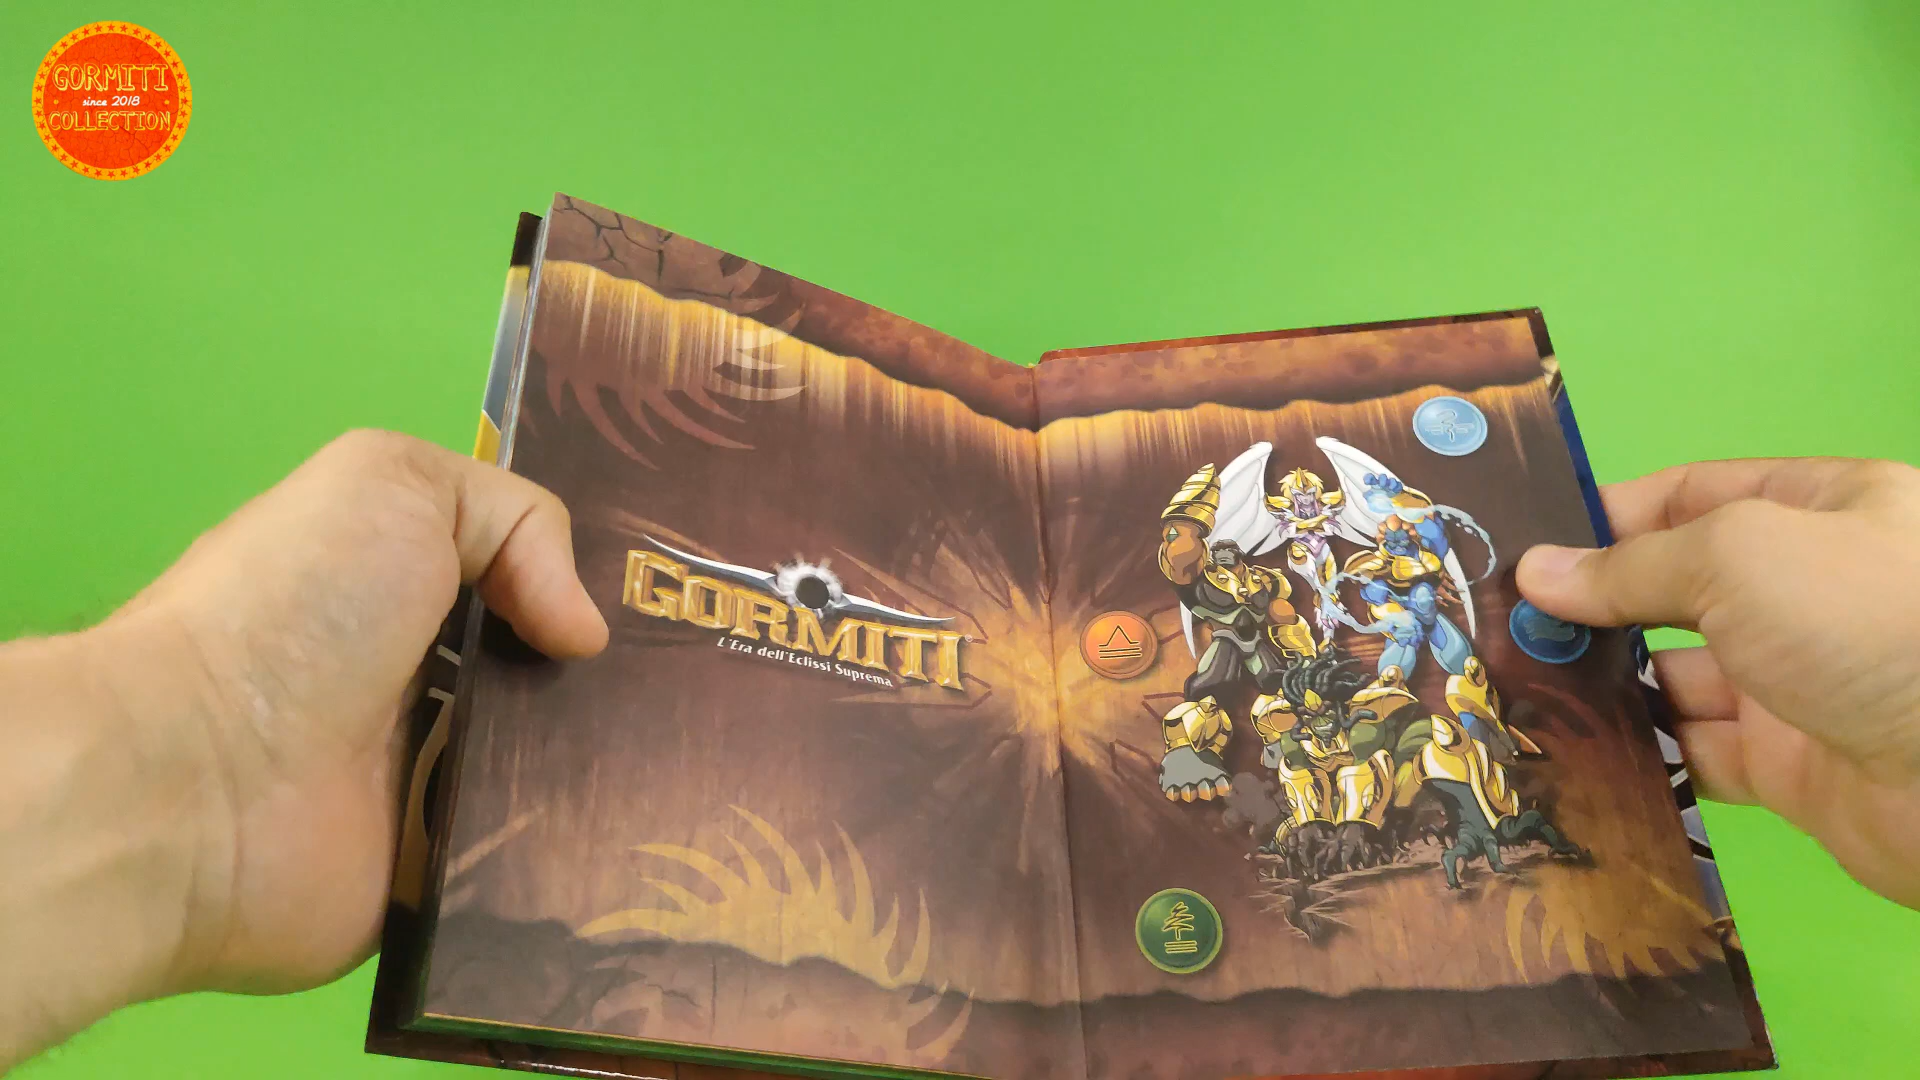 GORMITI
since 2018
COLLECTION
GORMITI
L'Era dell'Eclissi Suprema